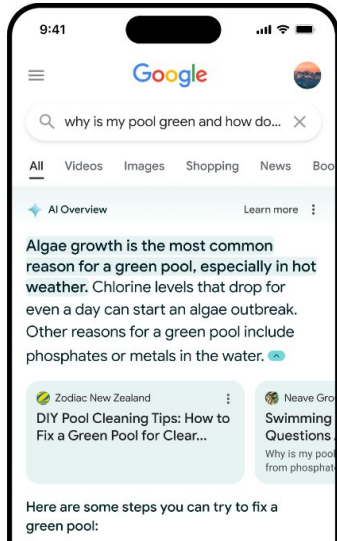 9:41
Google
why is my pool green and how do...
All Videos Images Shopping News Boo
AI Overview Learn more
Algae growth is the most common
reason for a green pool, especially in hot
weather. Chlorine levels that drop for
even a day can start an algae outbreak.
Other reasons for a green pool include
phosphates or metals in the water.
Zodiac New Zealand
DIY Pool Cleaning Tips: How to
Fix a Green Pool for Clear...
Neave Gro
Swimming
Questions
Why is my pool
from phosphat
Here are some steps you can try to fix a
green pool: